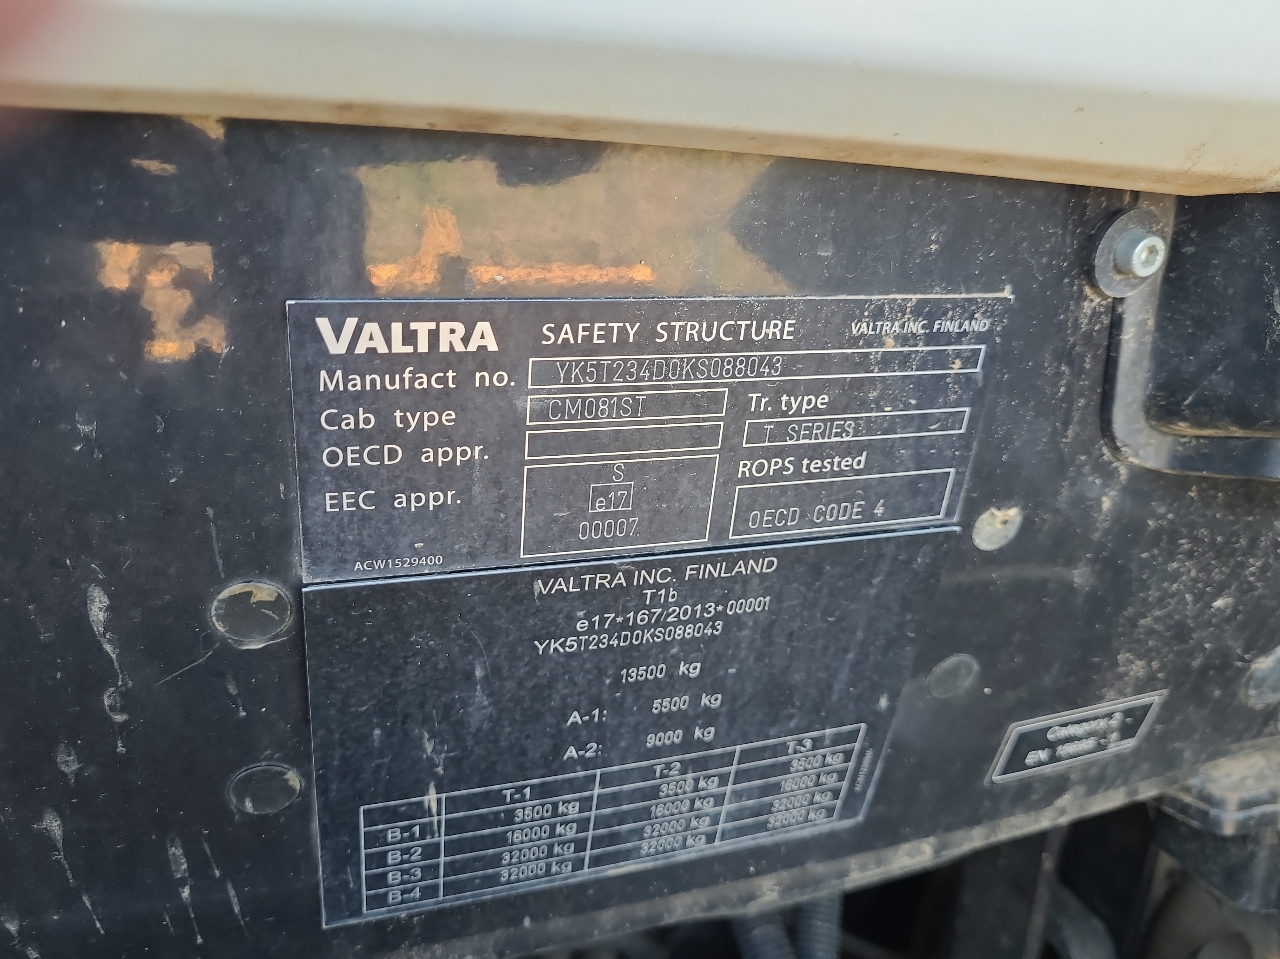 VALTRA SAFETY STRUCTURE VALTRA INC. FINLAND
Manufact no. YK5T234D0KS088043
Cab type CM081ST Tr. type
T SERIES
OECD appr.
ROPS tested
EEC appr. S
e17
00007 OECD CODE 4
ACW1529400
VALTRA INC. FINLAND
T1b
e17*167/2013*00001
YK5T234D0KS088043
13500 kg
A-1: 5500 kg
A-2: 9000 kg
T-1 T-2 T-3
B-1 3500 kg 3500 kg 3500 kg
B-2 16000 kg 16000 kg 16000 kg
B-3 32000 kg 32000 kg 32000 kg
B-4 32000 kg 32000 kg 32000 kg
Category 2
EN